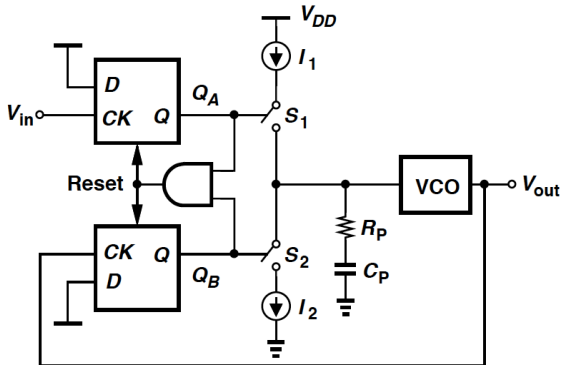 V_DD
I_1
D
Q_A
V_in
CK
Q
S_1
Reset
VCO
V_out
R_P
CK
Q
S_2
D
Q_B
C_P
I_2